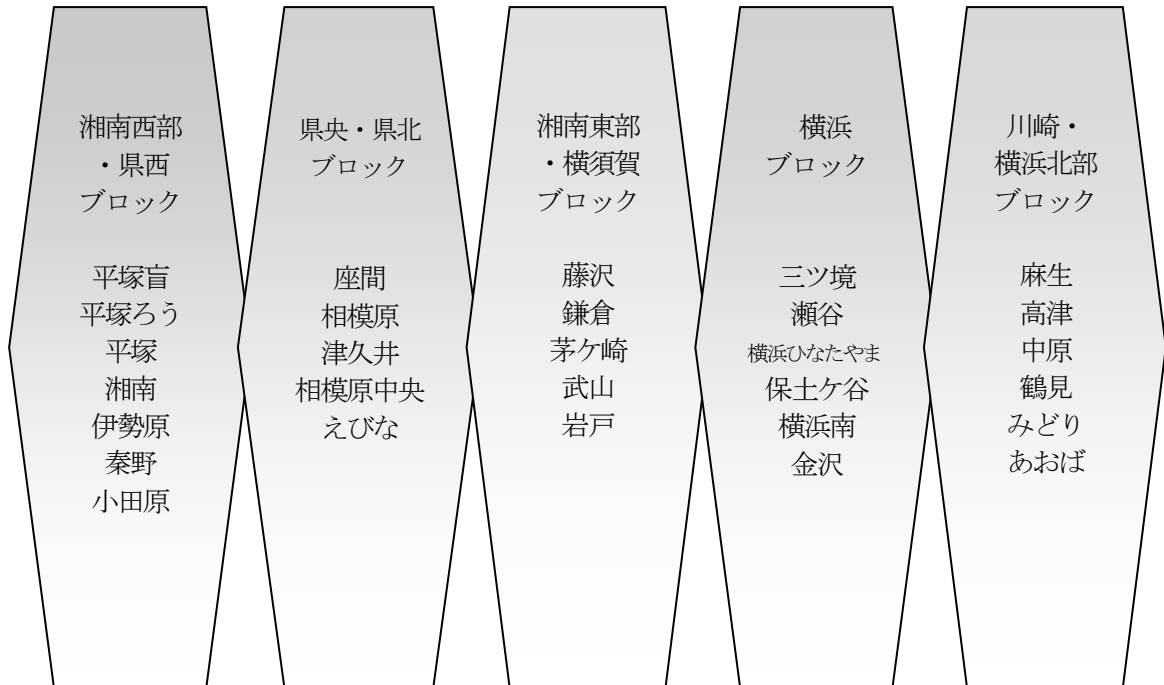 湘南西部
・県西
ブロック
平塚盲
平塚ろう
平塚
湘南
伊勢原
秦野
小田原
県央・県北
ブロック
座間
相模原
津久井
相模原中央
えびな
湘南東部
・横須賀
ブロック
藤沢
鎌倉
茅ケ崎
武山
岩戸
横浜
ブロック
三ツ境
瀬谷
横浜ひなたやま
保土ケ谷
横浜南
金沢
川崎・
横浜北部
ブロック
麻生
高津
中原
鶴見
みどり
あおば